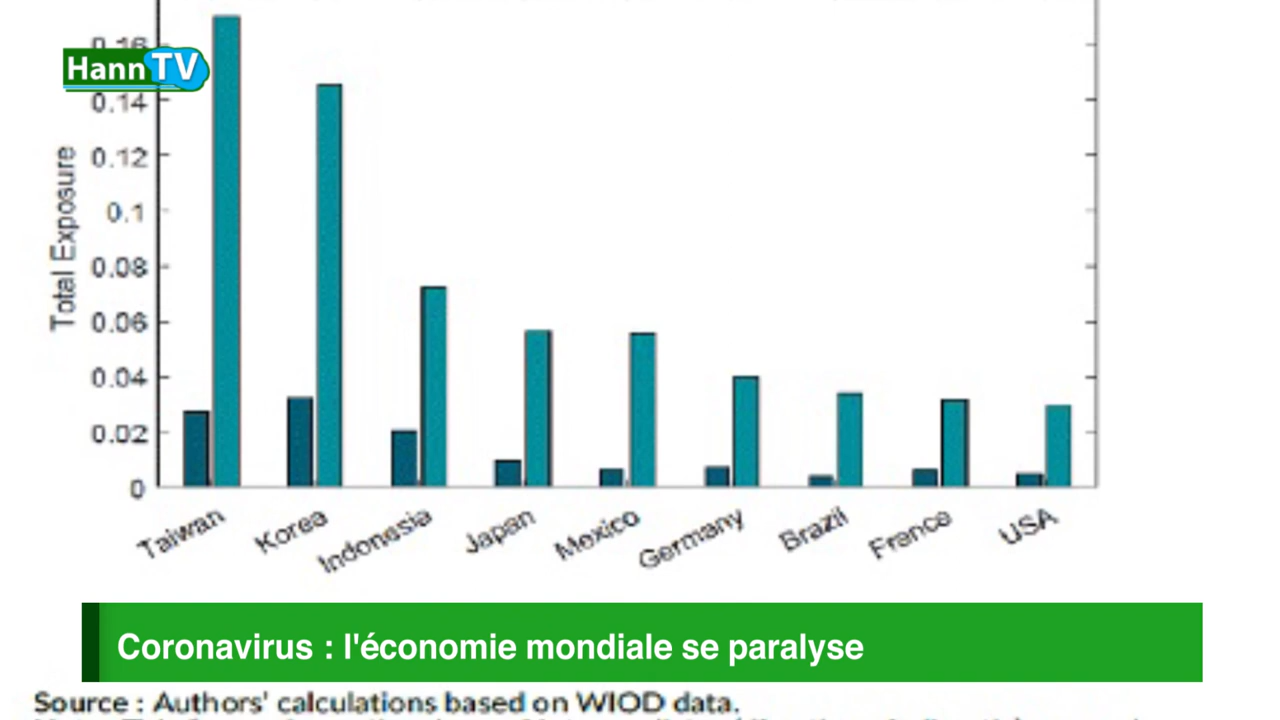 0.16
HannTV
0.14
0.12
0.1
0.08
0.06
0.04
0.02
0
Total Exposure
Taiwan
Korea
Indonesia
Japan
Mexico
Germany
Brazil
France
USA
Coronavirus : l'économie mondiale se paralyse
Source : Authors' calculations based on WIOD data.